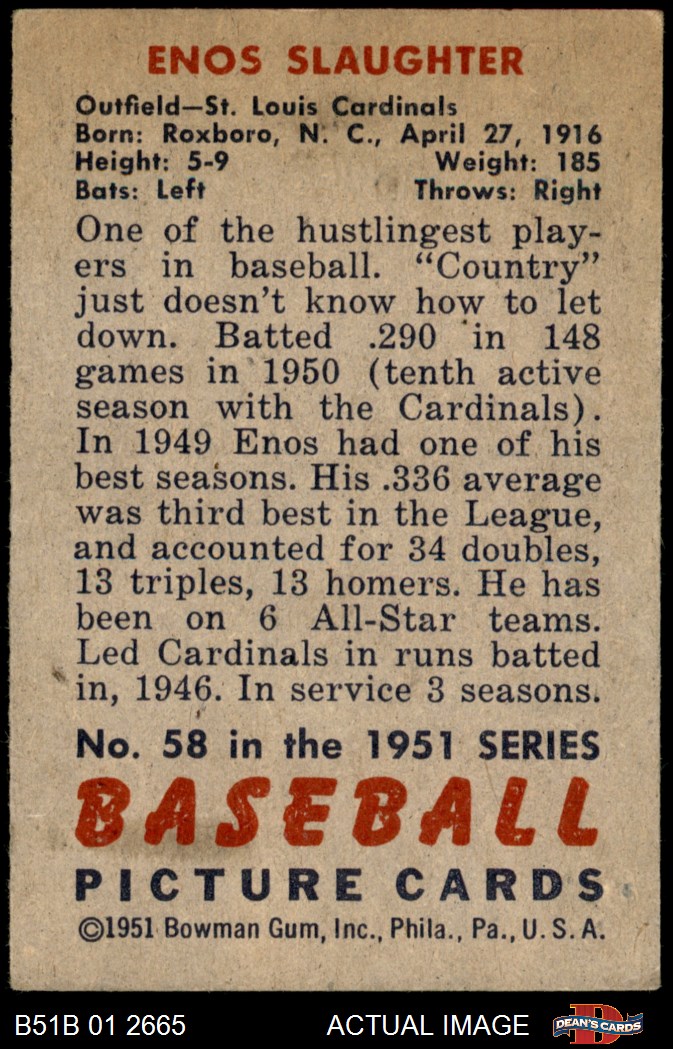 ENOS SLAUGHTER
Outfield—St. Louis Cardinals
Born: Roxboro, N. C., April 27, 1916
Height: 5-9 Weight: 185
Bats: Left Throws: Right
One of the hustlingest play-
ers in baseball. “Country”
just doesn’t know how to let
down. Batted .290 in 148
games in 1950 (tenth active
season with the Cardinals).
In 1949 Enos had one of his
best seasons. His .336 average
was third best in the League,
and accounted for 34 doubles,
13 triples, 13 homers. He has
been on 6 All-Star teams.
Led Cardinals in runs batted
in, 1946. In service 3 seasons.
No. 58 in the 1951 SERIES
BASEBALL
PICTURE CARDS
©1951 Bowman Gum, Inc., Phila., Pa., U. S. A.
B51B 01 2665 ACTUAL IMAGE D DEAN'S CARDS